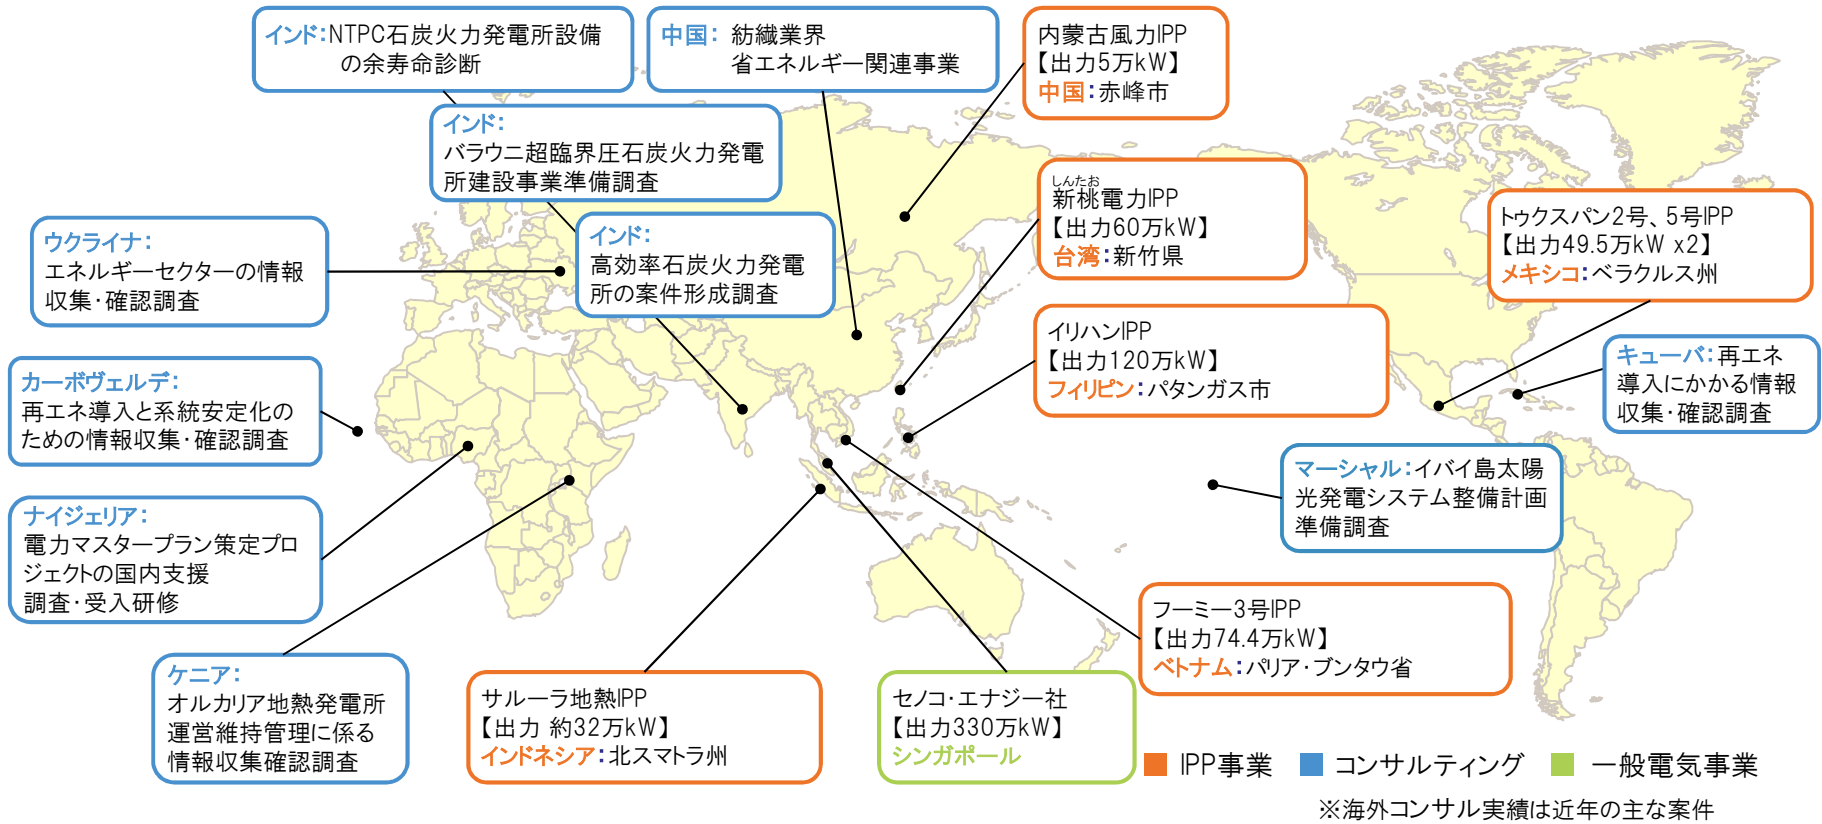 インド：NTPC石炭火力発電所設備
の余寿命診断
中国： 紡繊業界
省エネルギー関連事業
内蒙古風力IPP
【出力5万kW】
中国：赤峰市
インド：
バラウニ超臨界圧石炭火力発電
所建設事業準備調査
しんたお
新桃電力IPP
【出力60万kW】
台湾：新竹県
トゥクスパン2号、5号IPP
【出力49.5万kW x2】
メキシコ：ベラクルス州
ウクライナ：
エネルギーセクターの情報
収集・確認調査
インド：
高効率石炭火力発電
所の案件形成調査
イリハンIPP
【出力120万kW】
フィリピン：バタンガス市
キューバ：再エネ
導入にかかる情報
収集・確認調査
カーボヴェルデ：
再エネ導入と系統安定化の
ための情報収集・確認調査
マーシャル：イバイ島太陽
光発電システム整備計画
準備調査
ナイジェリア：
電力マスタープラン策定プロ
ジェクトの国内支援
調査・受入研修
フーミー3号IPP
【出力74.4万kW】
ベトナム：バリア・ブンタウ省
ケニア：
オルカリア地熱発電所
運営維持管理に係る
情報収集確認調査
サルーラ地熱IPP
【出力 約32万kW】
インドネシア：北スマトラ州
セノコ・エナジー社
【出力330万kW】
シンガポール
IPP事業 コンサルティング 一般電気事業
※海外コンサル実績は近年の主な案件